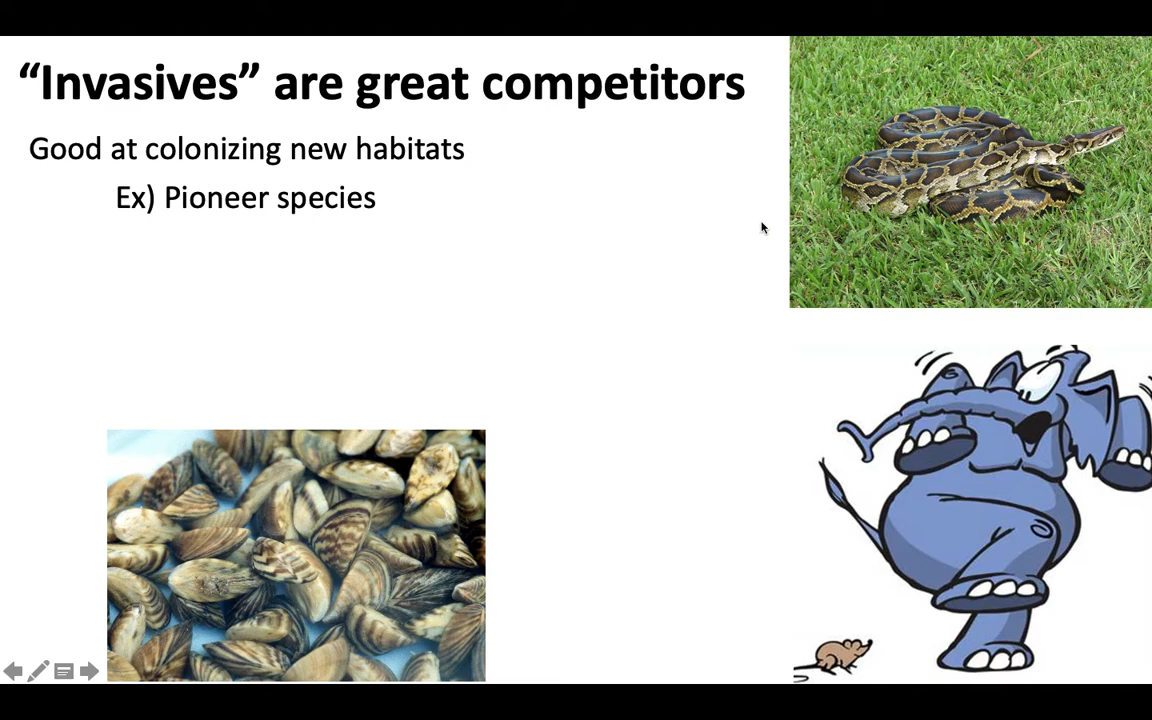 “Invasives” are great competitors
Good at colonizing new habitats
Ex) Pioneer species